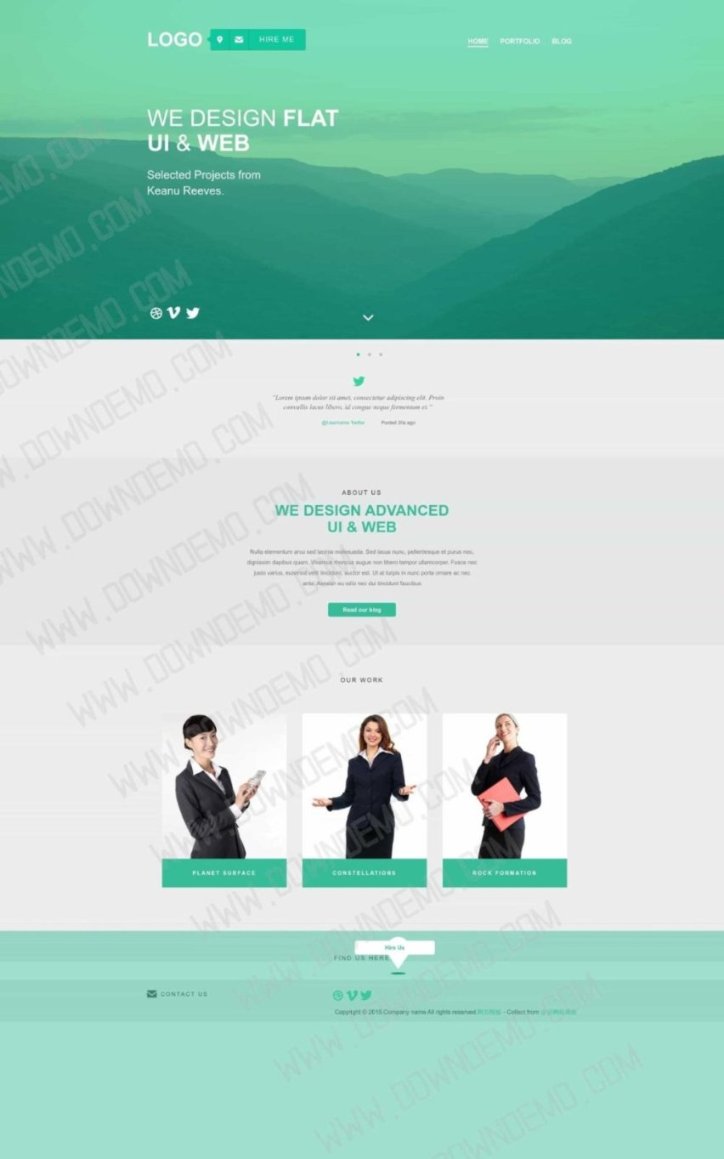 LOGO HIRE ME HOME PORTFOLIO BLOG
WE DESIGN FLAT
UI & WEB
Selected Projects from
Keanu Reeves.
"Lorem ipsum dolor sit amet, consectetur adipiscing elit. Proin
convallis lacus libero, id congue neque fermentum et."
@Username Twitter Posted 3hs ago
ABOUT US
WE DESIGN ADVANCED
UI & WEB
Nulla elementum arcu sed lacinia malesuada. Sed lacus nunc, pellentesque et purus nec,
dignissim dapibus quam. Vivamus rhoncus augue non libero tempor ullamcorper. Fusce nec
justo varius, euismod velit tincidunt, auctor est. Ut at turpis in nunc porta ornare ac nec
ante. Aenean eu odio nec dui tincidunt faucibus.
Read our blog
OUR WORK
PLANET SURFACE CONSTELLATIONS ROCK FORMATION
Hire Us
FIND US HERE
CONTACT US
Copyright © 2015.Company name All rights reserved. - Collect from
WWW.DOWNDEMO.COM